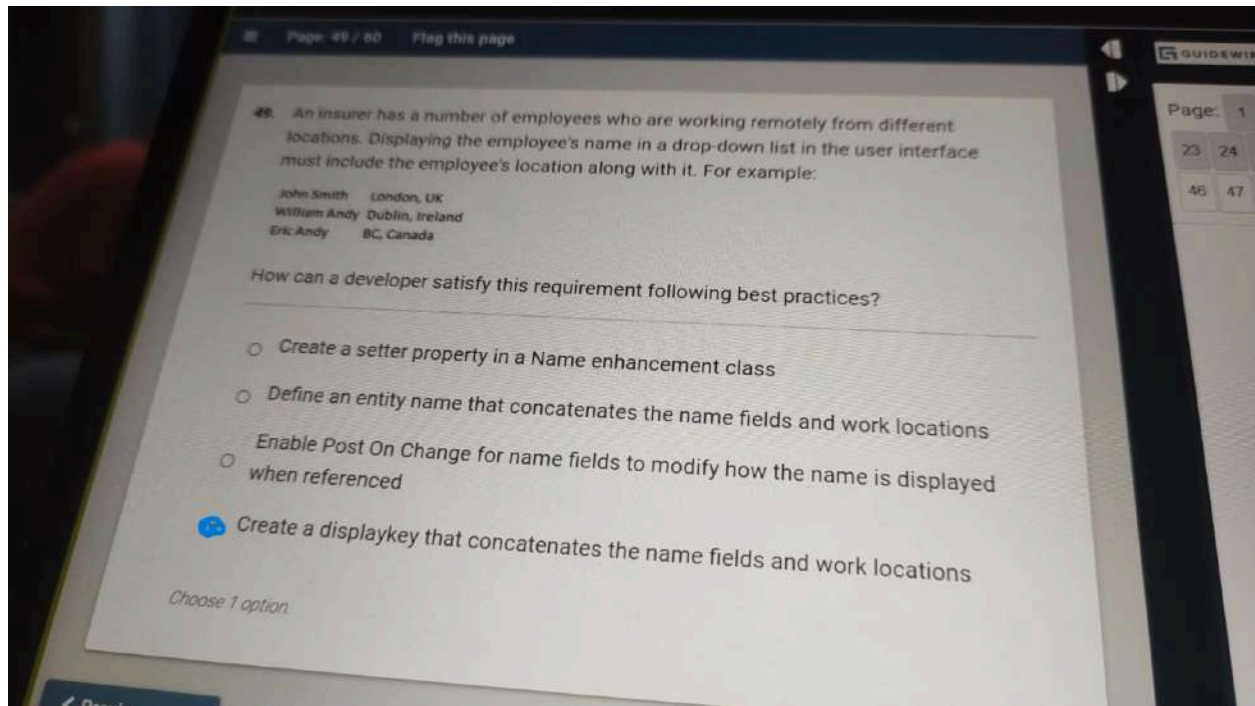 Page: 49 / 60 Flag this page
GUIDEWI
Page: 1
23 24
46 47
49. An insurer has a number of employees who are working remotely from different
locations. Displaying the employee's name in a drop-down list in the user interface
must include the employee's location along with it. For example:
John Smith London, UK
William Andy Dublin, Ireland
Eric Andy BC, Canada
How can a developer satisfy this requirement following best practices?
Create a setter property in a Name enhancement class
Define an entity name that concatenates the name fields and work locations
Enable Post On Change for name fields to modify how the name is displayed
when referenced
Create a displaykey that concatenates the name fields and work locations
Choose 1 option.